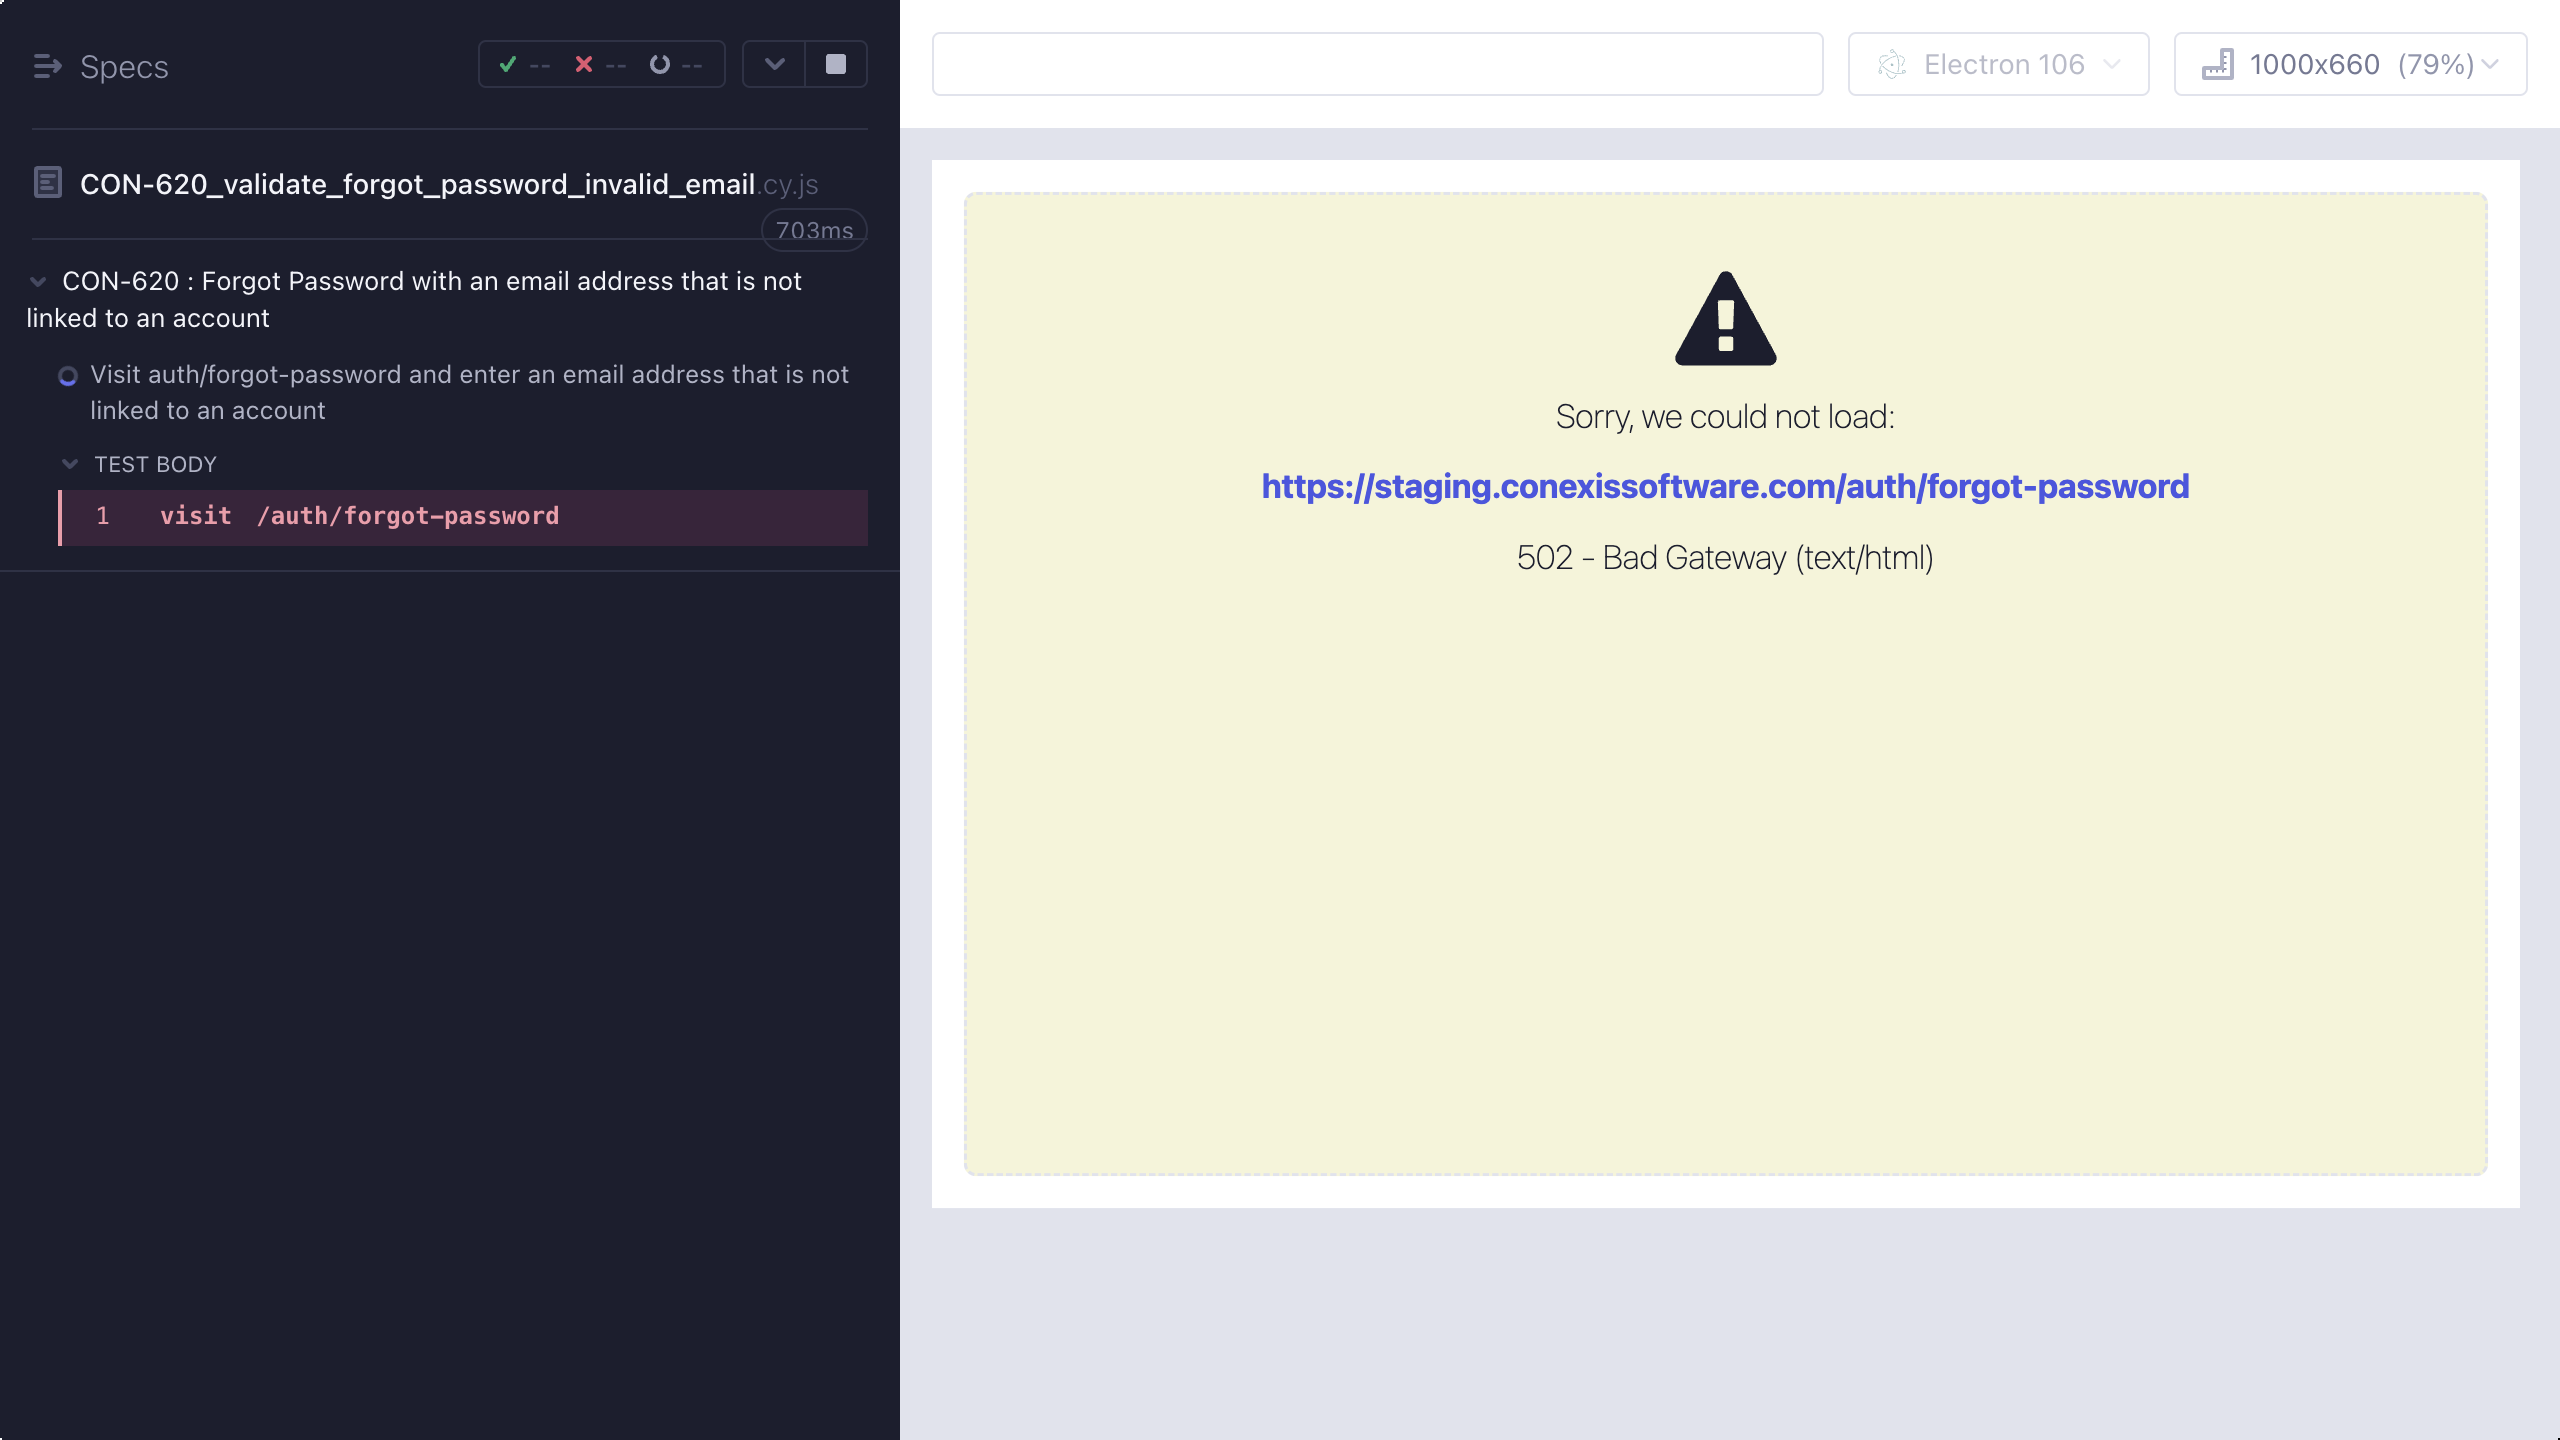 Specs
--
--
--
Electron 106
1000x660 (79%)
CON-620_validate_forgot_password_invalid_email.cy.js
703ms
CON-620 : Forgot Password with an email address that is not
linked to an account
Visit auth/forgot-password and enter an email address that is not
linked to an account
TEST BODY
1 visit /auth/forgot-password
Sorry, we could not load:
https://staging.conexissoftware.com/auth/forgot-password
502 - Bad Gateway (text/html)